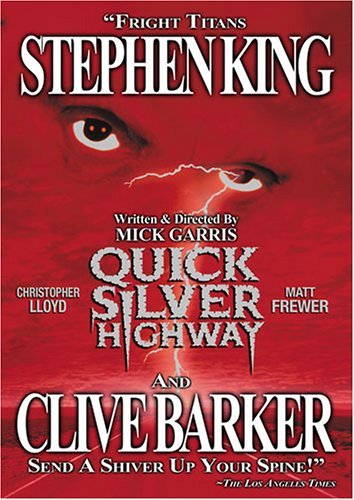 "Fright Titans
STEPHEN KING
Written & Directed By
MICK GARRIS
CHRISTOPHER
LLOYD
QUICK
SILVER
HIGHWAY
MATT
FREWER
AND
CLIVE BARKER
SEND A SHIVER UP YOUR SPINE!"
~THE LOS ANGELES TIMES